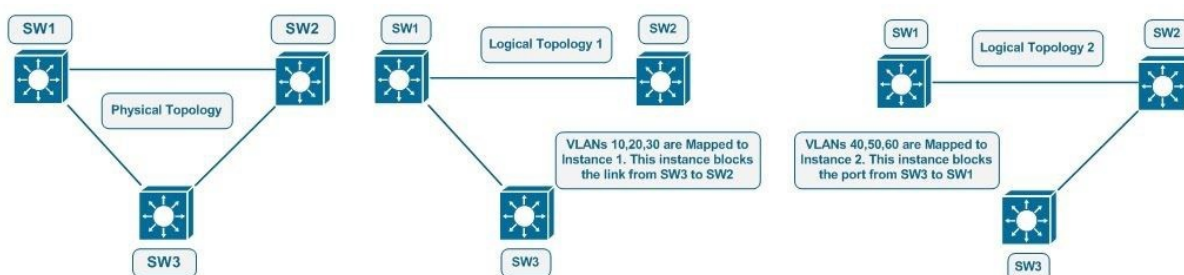 SW1
SW2
Physical Topology
SW3
SW1
Logical Topology 1
SW2
VLANs 10,20,30 are Mapped to
Instance 1. This instance blocks
the link from SW3 to SW2
SW3
SW1
Logical Topology 2
SW2
VLANs 40,50,60 are Mapped to
Instance 2. This instance blocks
the port from SW3 to SW1
SW3